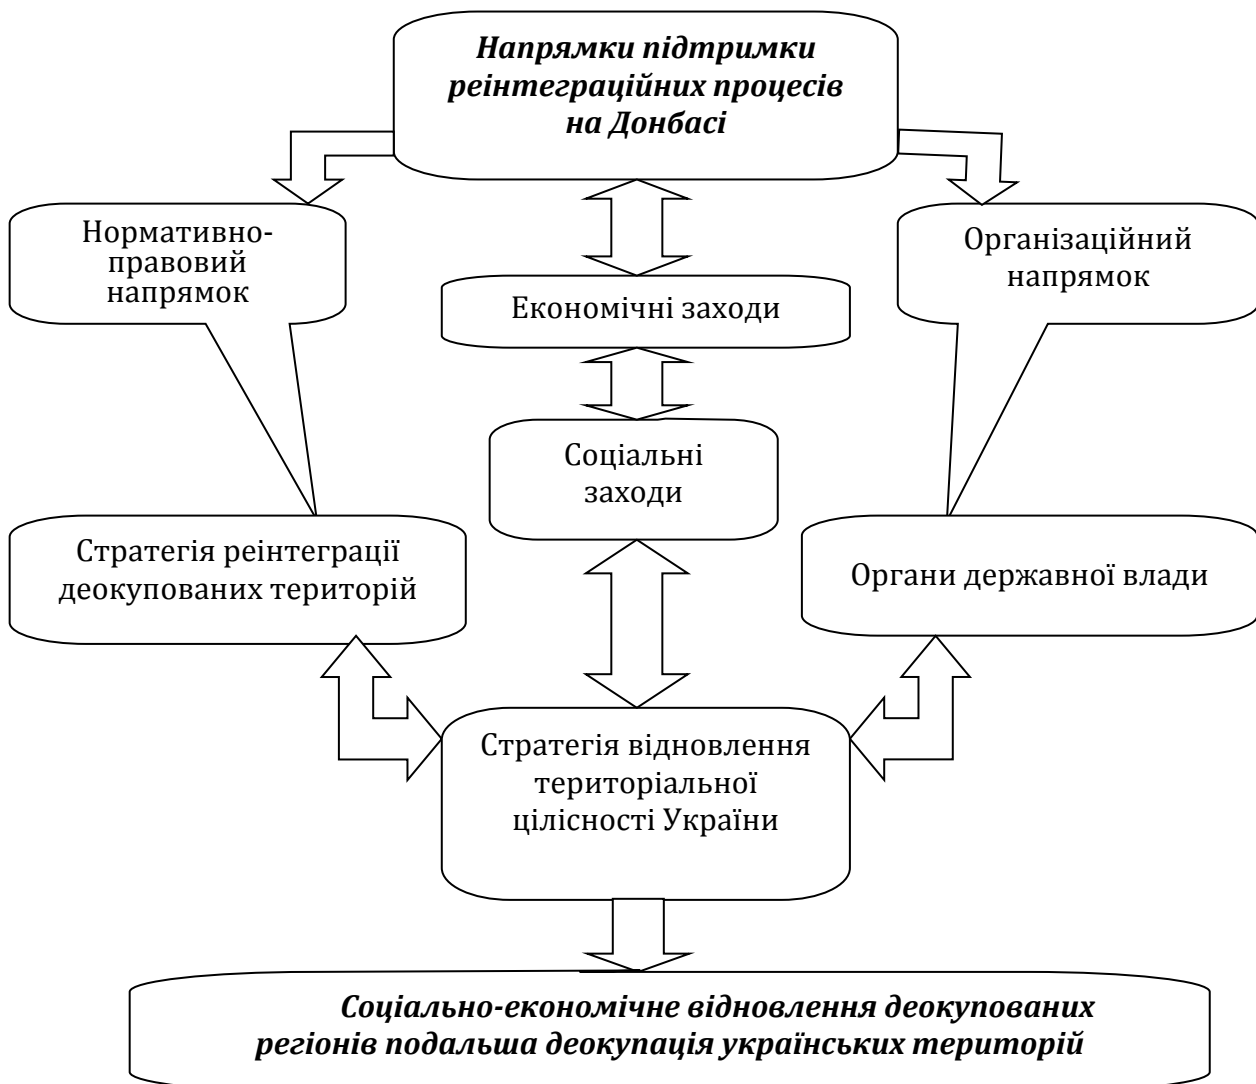 Напрямки підтримки
реінтеграційних процесів
на Донбасі
Нормативно-
правовий
напрямок
Організаційний
напрямок
Економічні заходи
Соціальні
заходи
Стратегія реінтеграції
деокупованих територій
Органи державної влади
Стратегія відновлення
територіальної
цілісності України
Соціально-економічне відновлення деокупованих
регіонів подальша деокупація українських територій